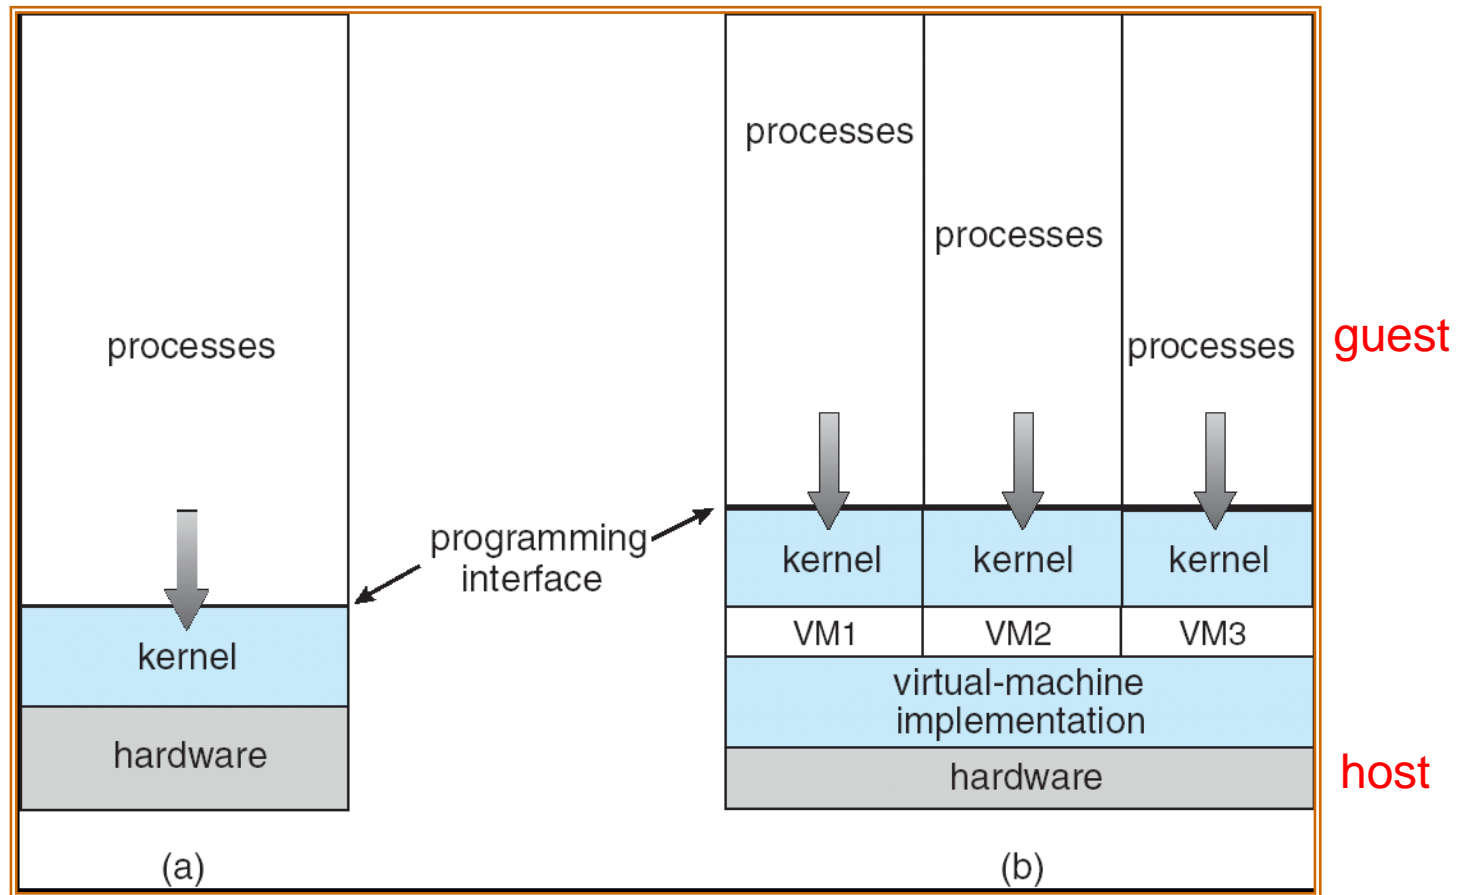 processes
processes
processes
processes
guest
programming
interface
kernel
kernel
kernel
kernel
VM1
VM2
VM3
virtual-machine
implementation
hardware
hardware
host
(a)
(b)